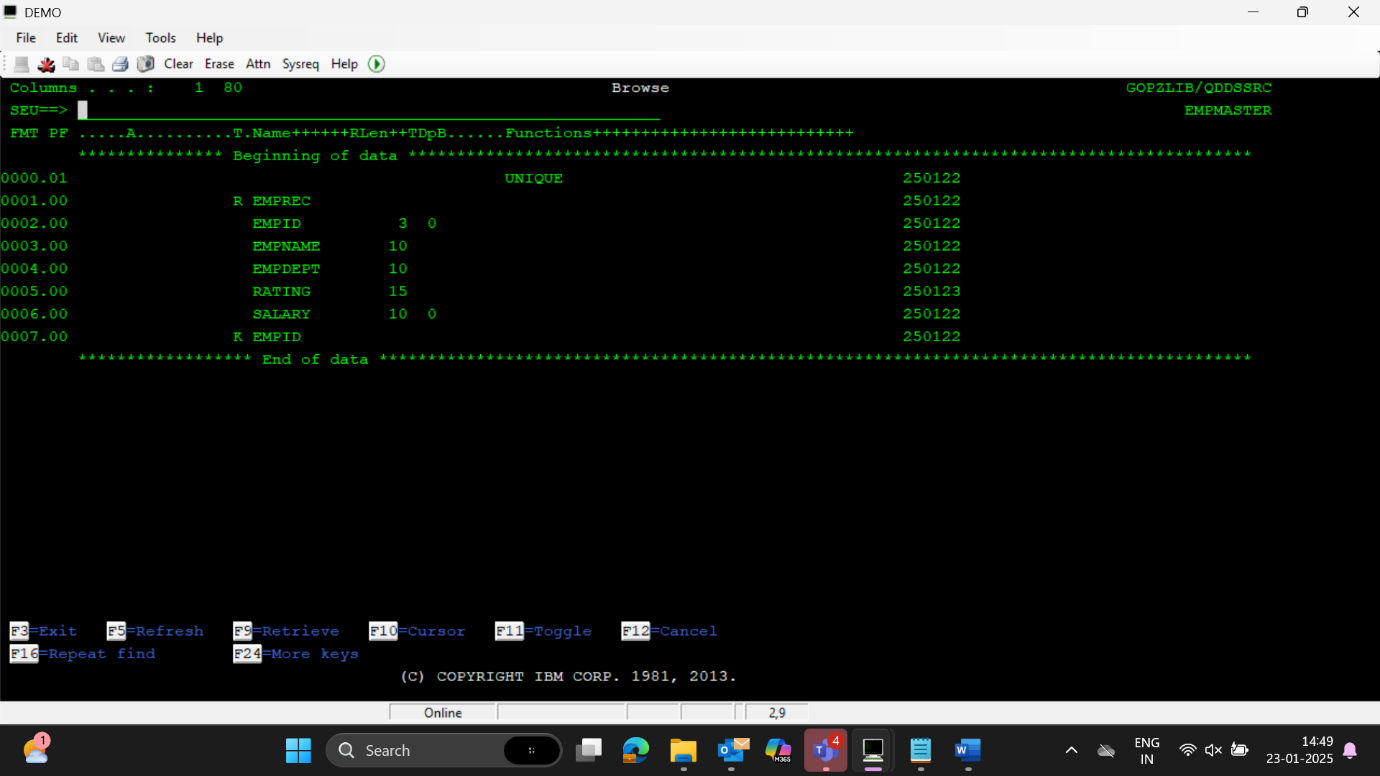 DEMO
File Edit View Tools Help
Clear Erase Attn Sysreq Help
Columns . . . : 1 80 Browse GOPZLIB/QDDSSRC
SEU==> EMPMASTER
FMT PF .....A..........T.Name++++++RLen++TDpB......Functions+++++++++++++++++++++++++++
*************** Beginning of data ***************************************************************************************
0000.01 UNIQUE 250122
0001.00 R EMPREC 250122
0002.00 EMPID 3 0 250122
0003.00 EMPNAME 10 250122
0004.00 EMPDEPT 10 250122
0005.00 RATING 15 250123
0006.00 SALARY 10 0 250122
0007.00 K EMPID 250122
****************** End of data ******************************************************************************************
F3=Exit F5=Refresh F9=Retrieve F10=Cursor F11=Toggle F12=Cancel
F16=Repeat find F24=More keys
(C) COPYRIGHT IBM CORP. 1981, 2013.
Online 2,9
1 Search M365 4 ENG 14:49
IN 23-01-2025